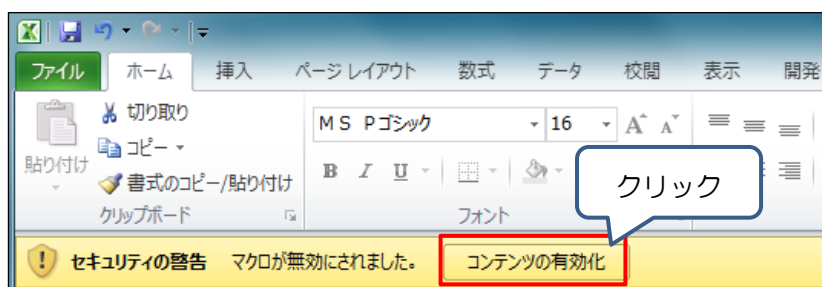 ファイル ホーム 挿入 ページ レイアウト 数式 データ 校閲 表示 開発
切り取り
ＭＳ Ｐゴシック 16 A A
コピー
貼り付け
書式のコピー/貼り付け
B I U
クリック
クリップボード フォント
セキュリティの警告 マクロが無効にされました。 コンテンツの有効化